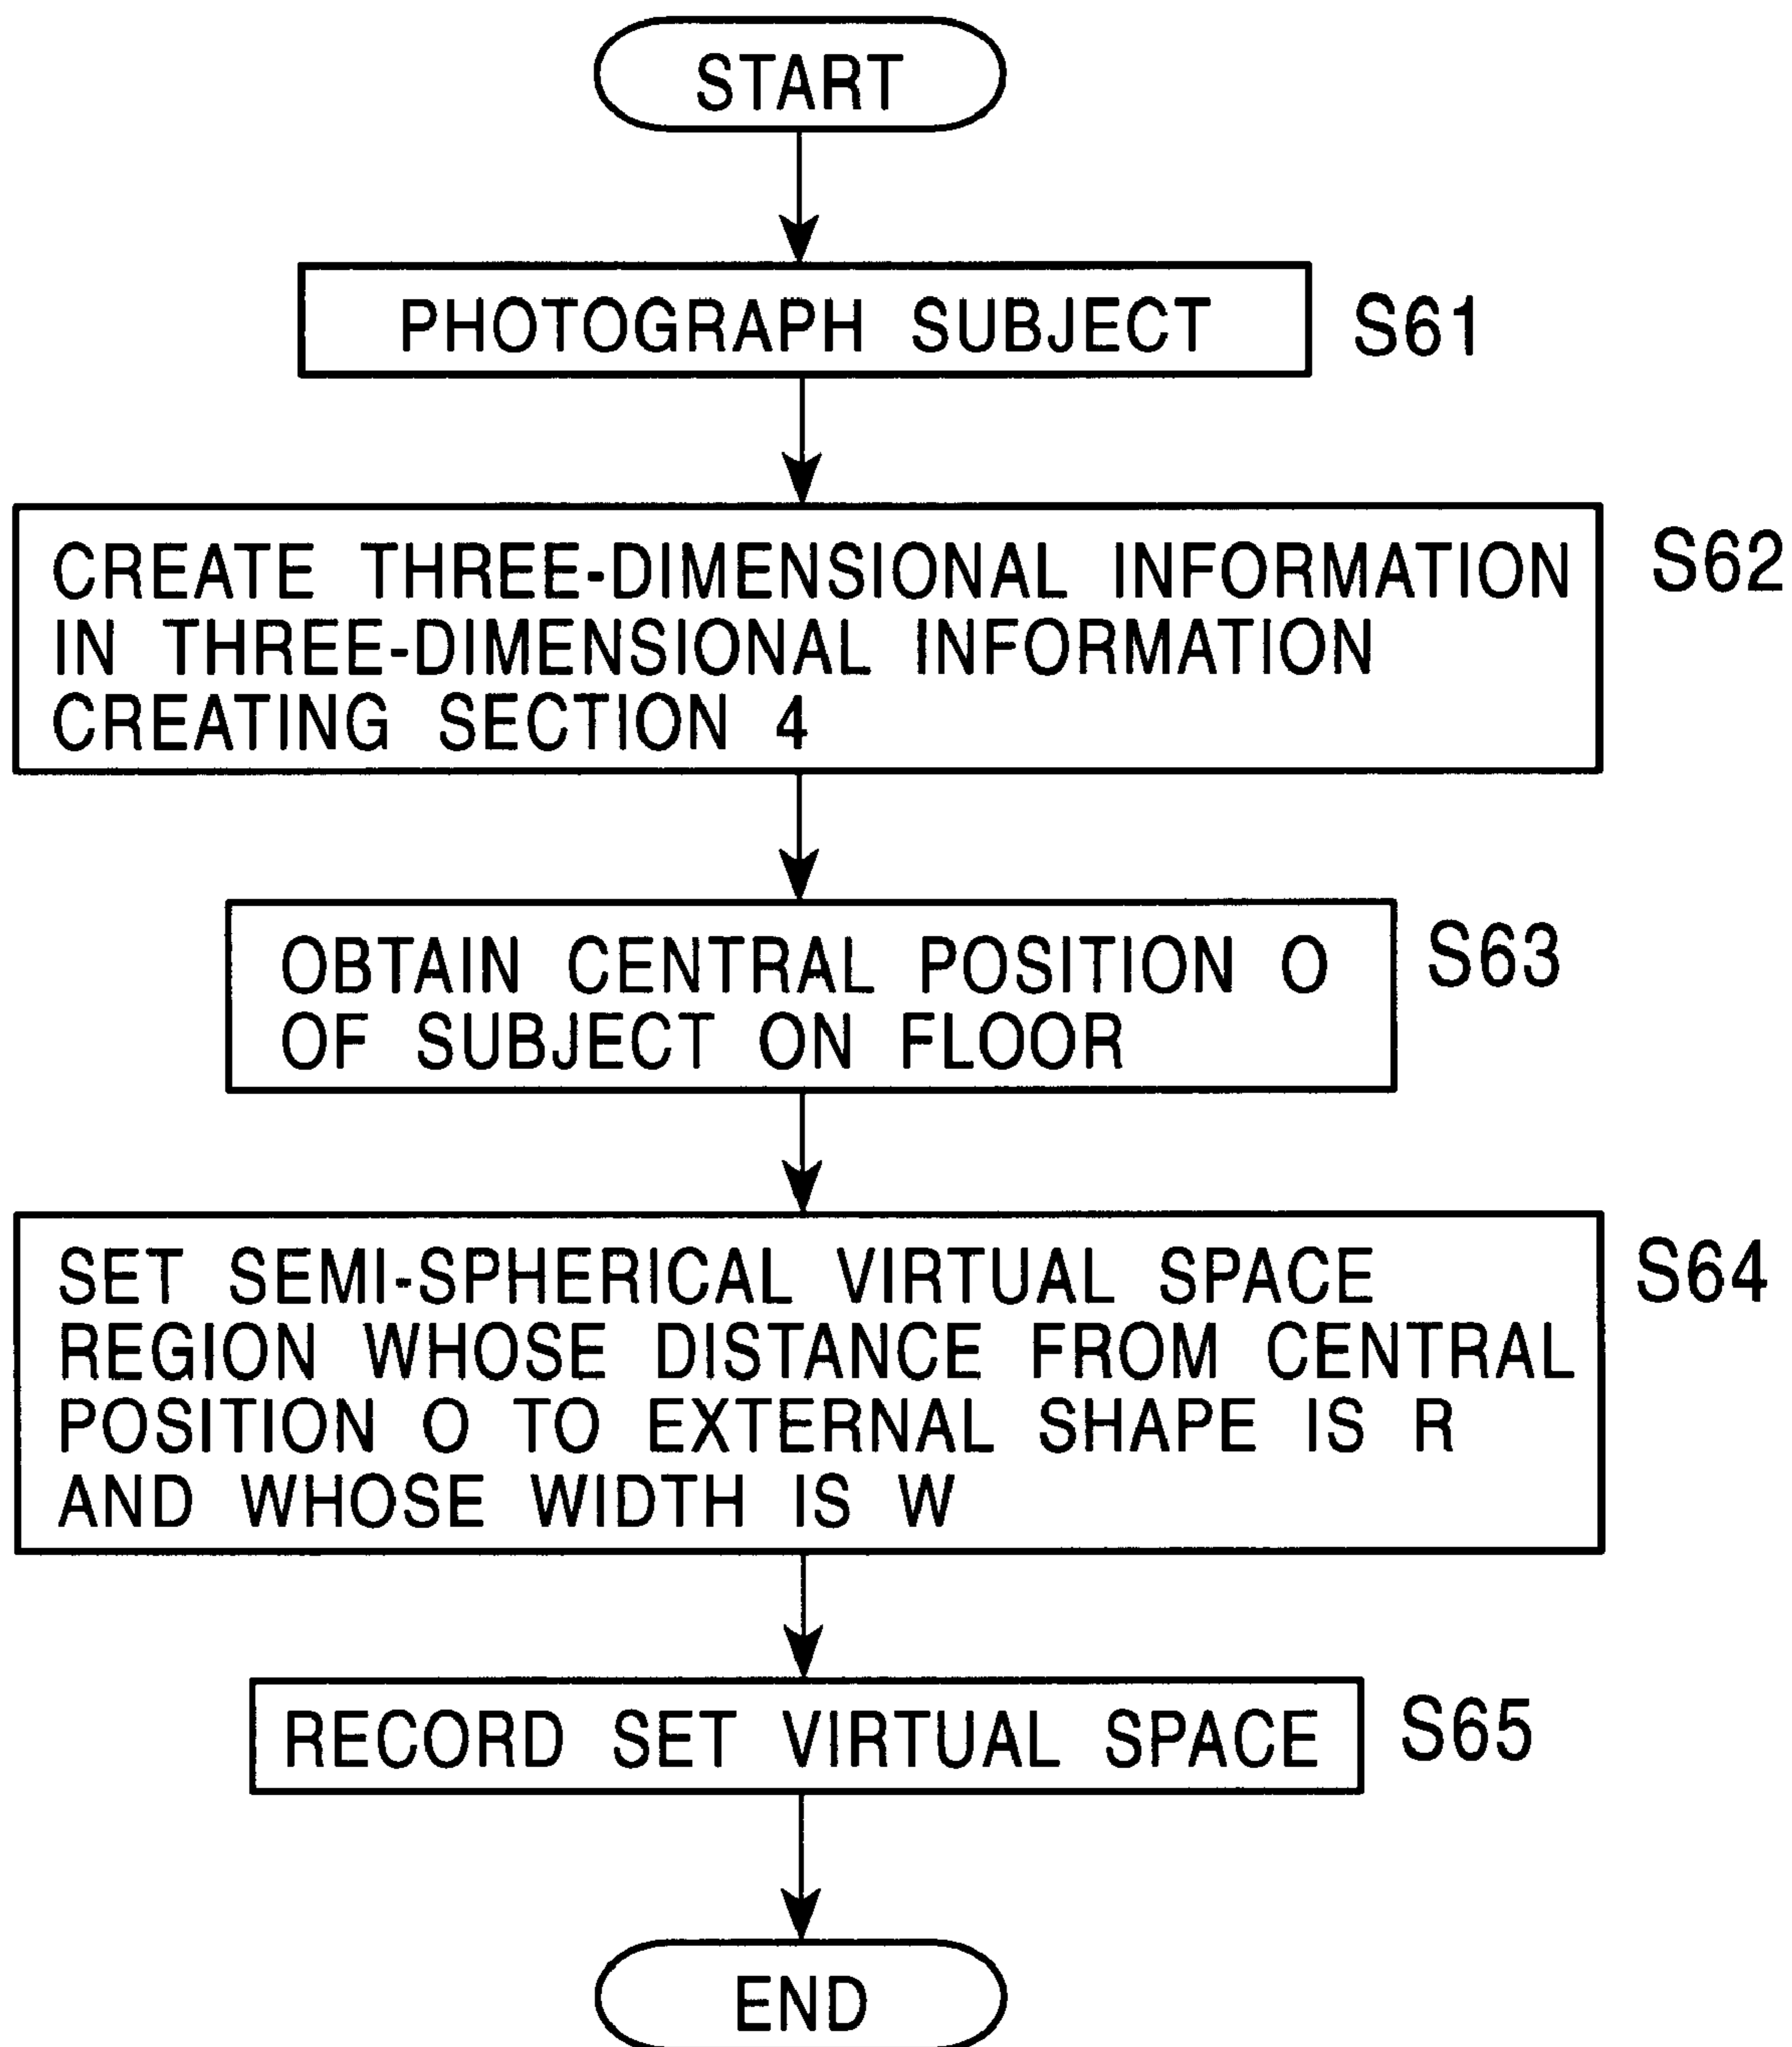 START
PHOTOGRAPH SUBJECT
S61
CREATE THREE-DIMENSIONAL INFORMATION
IN THREE-DIMENSIONAL INFORMATION
CREATING SECTION 4
S62
OBTAIN CENTRAL POSITION O
OF SUBJECT ON FLOOR
S63
SET SEMI-SPHERICAL VIRTUAL SPACE
REGION WHOSE DISTANCE FROM CENTRAL
POSITION O TO EXTERNAL SHAPE IS R
AND WHOSE WIDTH IS W
S64
RECORD SET VIRTUAL SPACE
S65
END